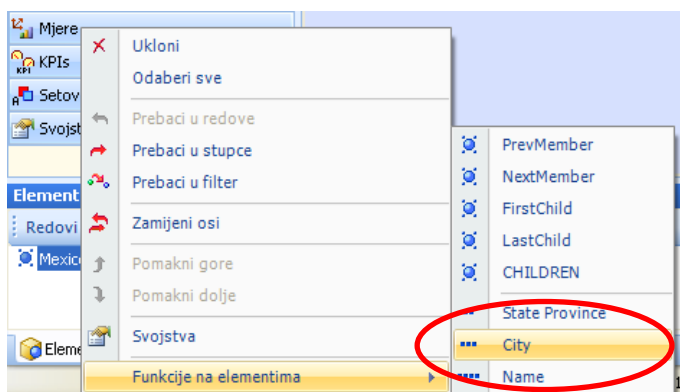 Mjere
KPI
KPIs
Setov
Svojst
Element
Redovi
Mexic
Eleme
Ukloni
Odaberi sve
Prebaci u redove
Prebaci u stupce
Prebaci u filter
Zamijeni osi
Pomakni gore
Pomakni dolje
Svojstva
Funkcije na elementima
PrevMember
NextMember
FirstChild
LastChild
CHILDREN
State Province
City
Name